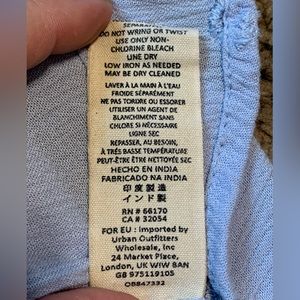 SEPARATELY
DO NOT WRING OR TWIST
USE ONLY NON-
CHLORINE BLEACH
LINE DRY
LOW IRON AS NEEDED
MAY BE DRY CLEANED
LAVER À LA MAIN À L'EAU
FROIDE SÉPARÉMENT
NE PAS TORDRE OU ESSORER
UTILISER UN AGENT DE
BLANCHIMENT SANS
CHLORE SI NÉCESSAIRE
LIGNE SEC
REPASSER, AU BESOIN,
À TRÈS BASSE TEMPÉRATURE
PEUT-ÊTRE ÊTRE NETTOYÉE SEC
HECHO EN INDIA
FABRICADO NA INDIA
印度製造
インド製
RN# 66170
CA# 32054
FOR EU: imported by
Urban Outfitters
Wholesale, Inc
24 Market Place,
London, UK W1W BAN
GB 975119105
OB847332